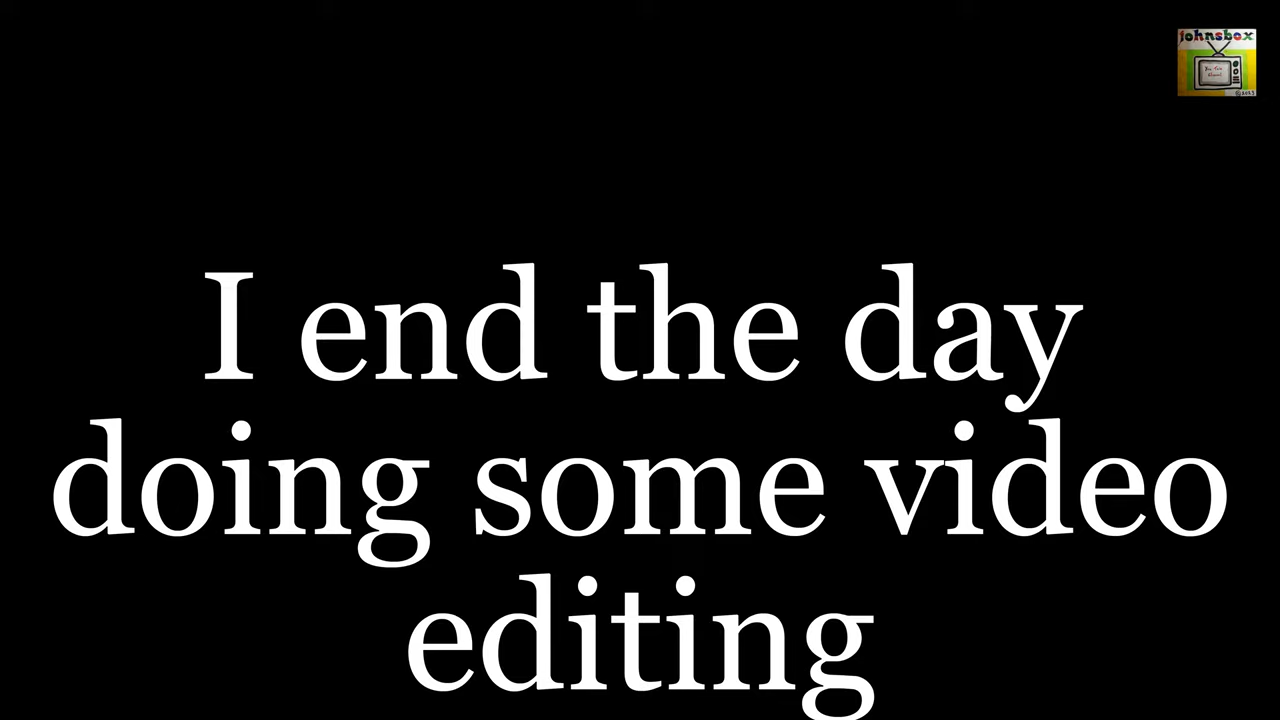 johnsbox
I end the day
doing some video
editing